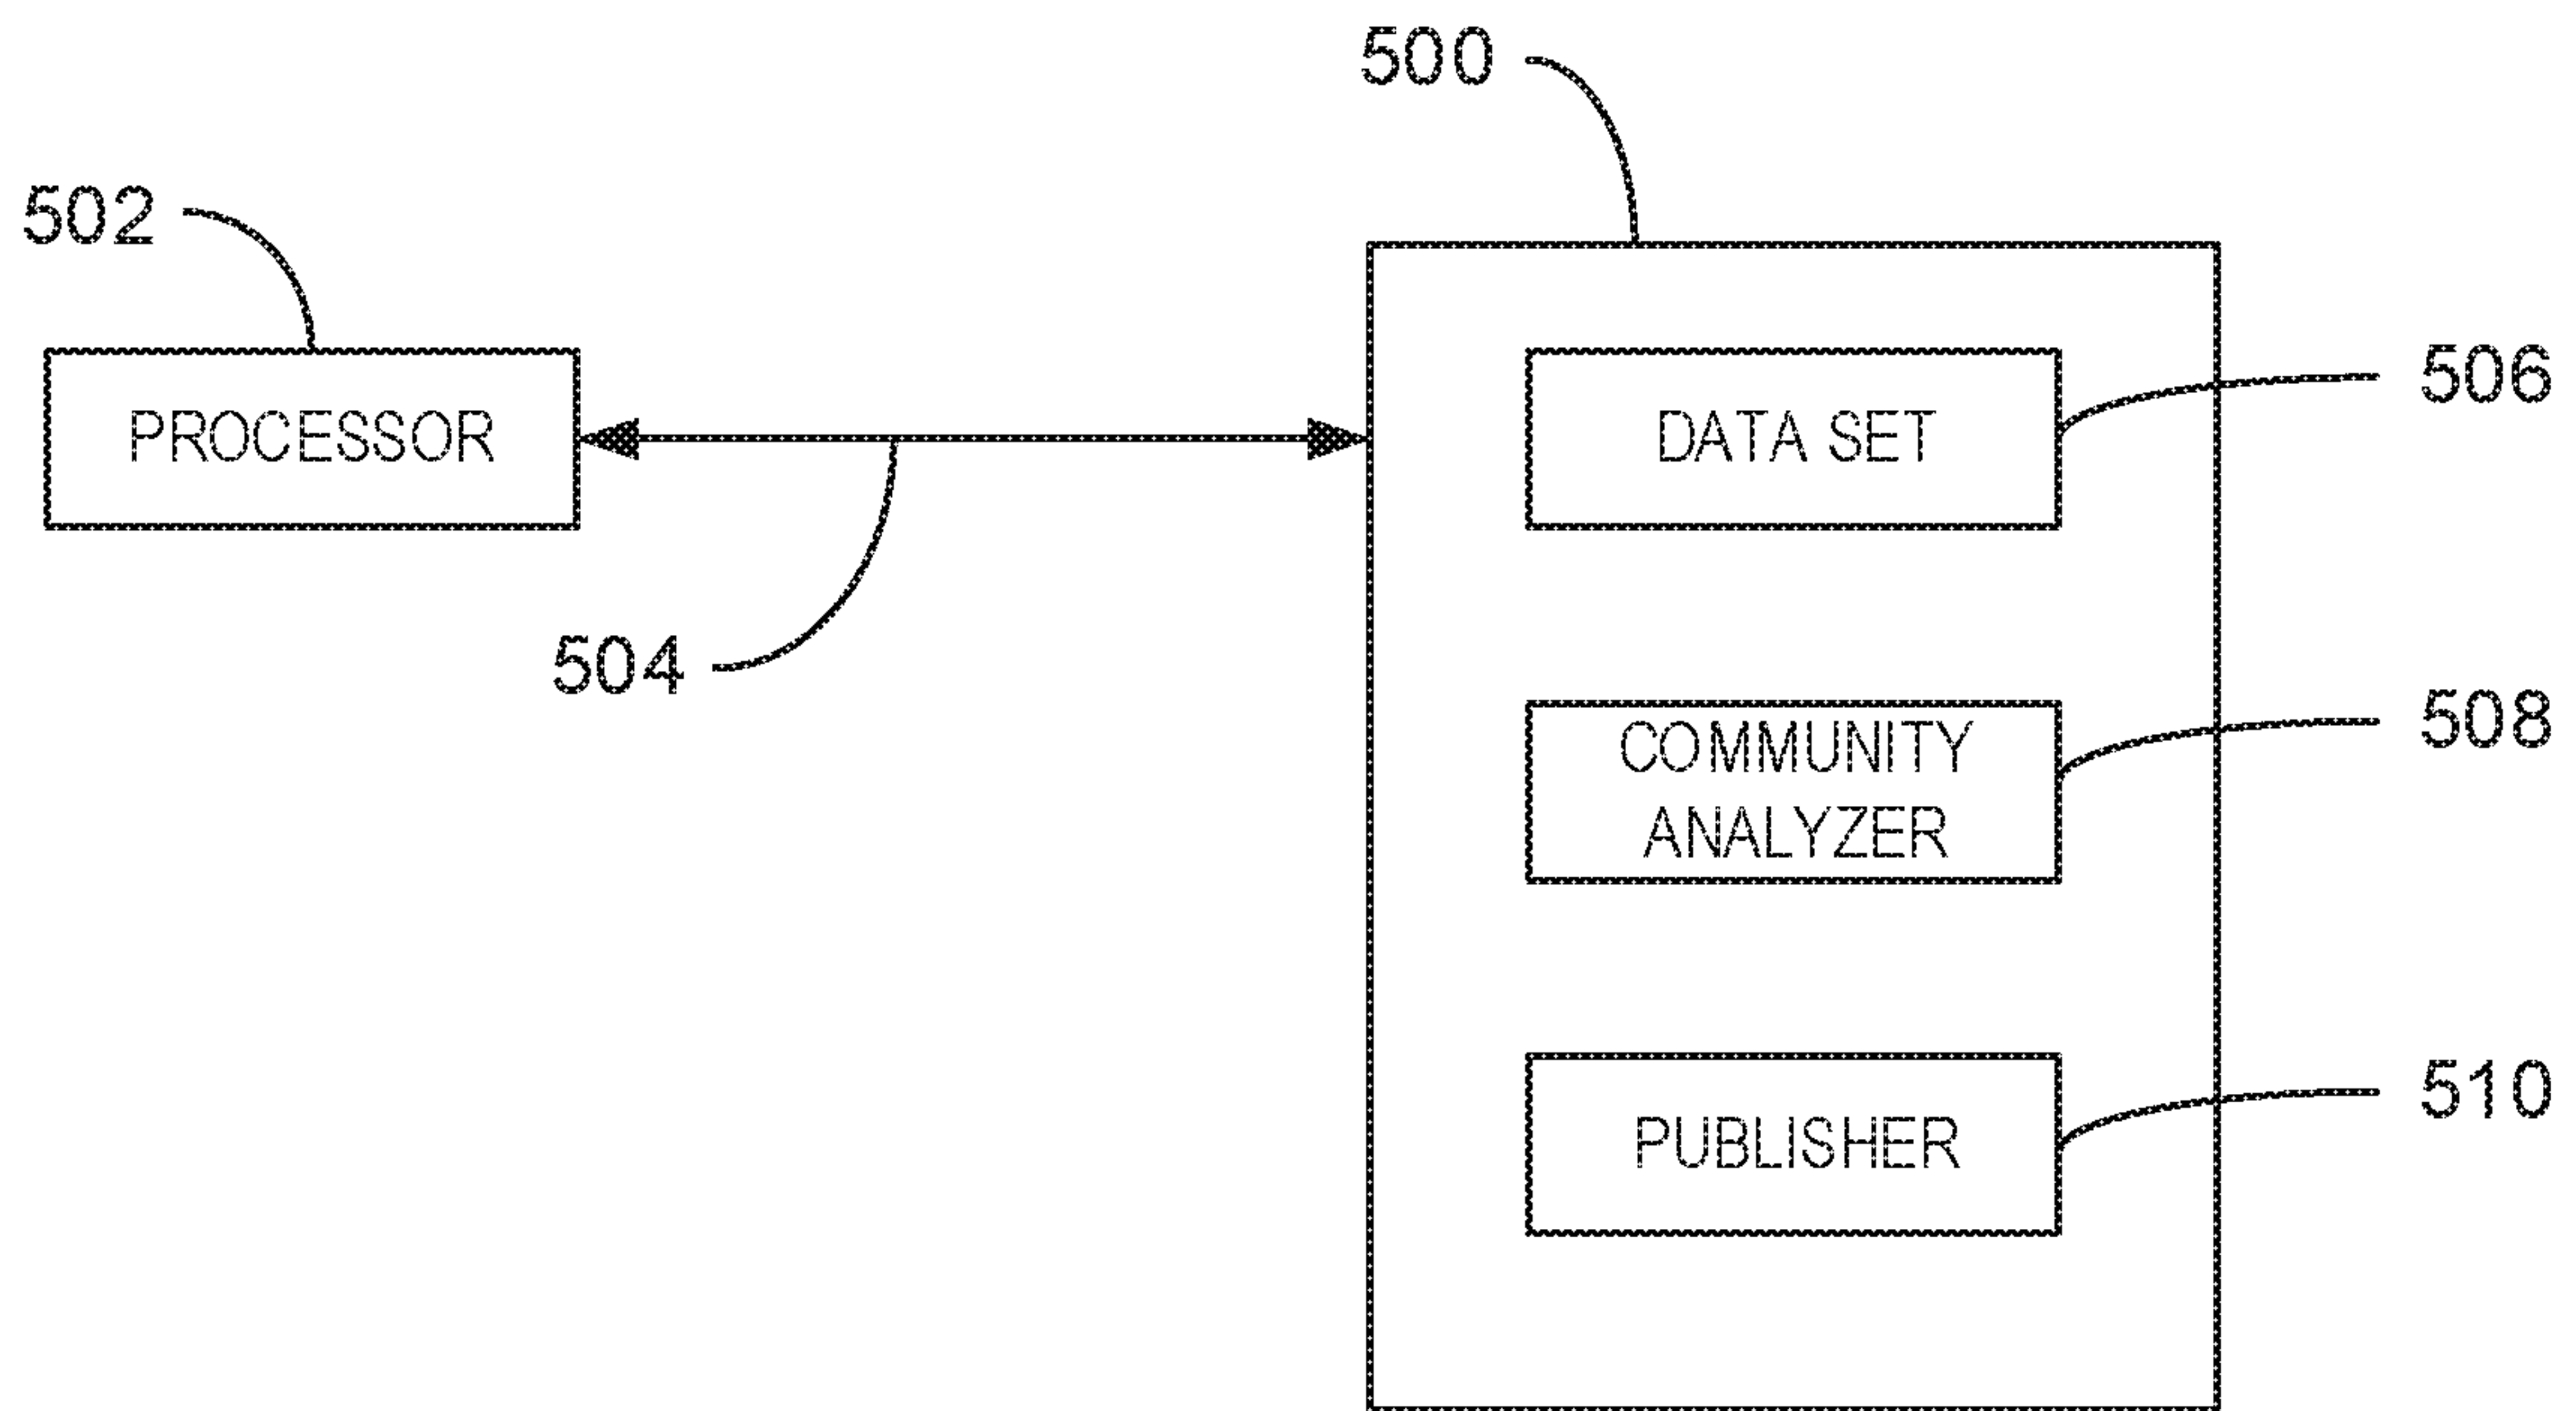 500
502
PROCESSOR
504
DATA SET
506
COMMUNITY
ANALYZER
508
PUBLISHER
510